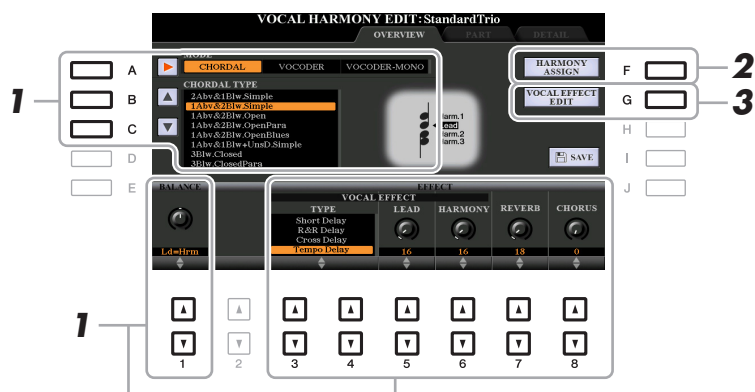 VOCAL HARMONY EDIT: StandardTrio
OVERVIEW PART DETAIL
MODE
CHORDAL VOCODER VOCODER-MONO
CHORDAL TYPE
2Abv&1Blw.Simple
1Abv&2Blw.Simple
1Abv&2Blw.Open
1Abv&2Blw.OpenPara
1Abv&2Blw.OpenBlues
1Abv&1Blw+UnsD.Simple
3Blw.Closed
3Blw.ClosedPara
Harm.1
Lead
Harm.2
Harm.3
HARMONY
ASSIGN
VOCAL EFFECT
EDIT
SAVE
A
B
C
D
E
F
G
H
I
J
1
2
3
BALANCE
Ld=Hrm
EFFECT
VOCAL EFFECT
TYPE LEAD HARMONY REVERB CHORUS
Short Delay
R&R Delay
Cross Delay
Tempo Delay
16 16 18 0
1
1 2 3 4 5 6 7 8